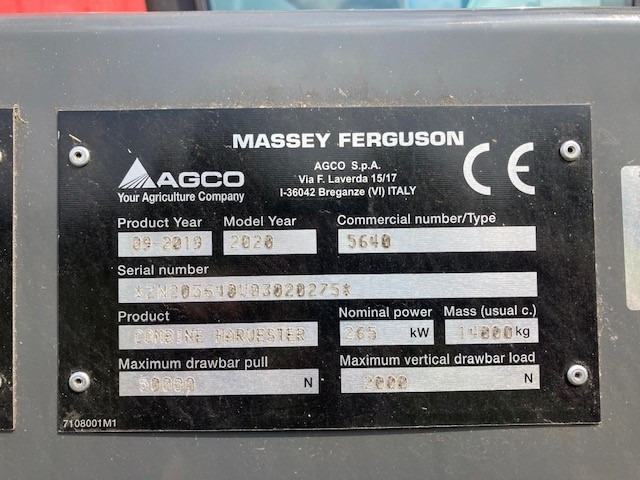 MASSEY FERGUSON
AGCO
Your Agriculture Company
AGCO S.p.A.
Via F. Laverda 15/17
I-36042 Breganze (VI) ITALY
CE
Product Year Model Year Commercial number/Type
09-2019 2020 5640
Serial number
Product Nominal power Mass (usual c.)
COMBINE HARVESTER 265 kW 14000 kg
Maximum drawbar pull Maximum vertical drawbar load
N 2000 N
7108001M1